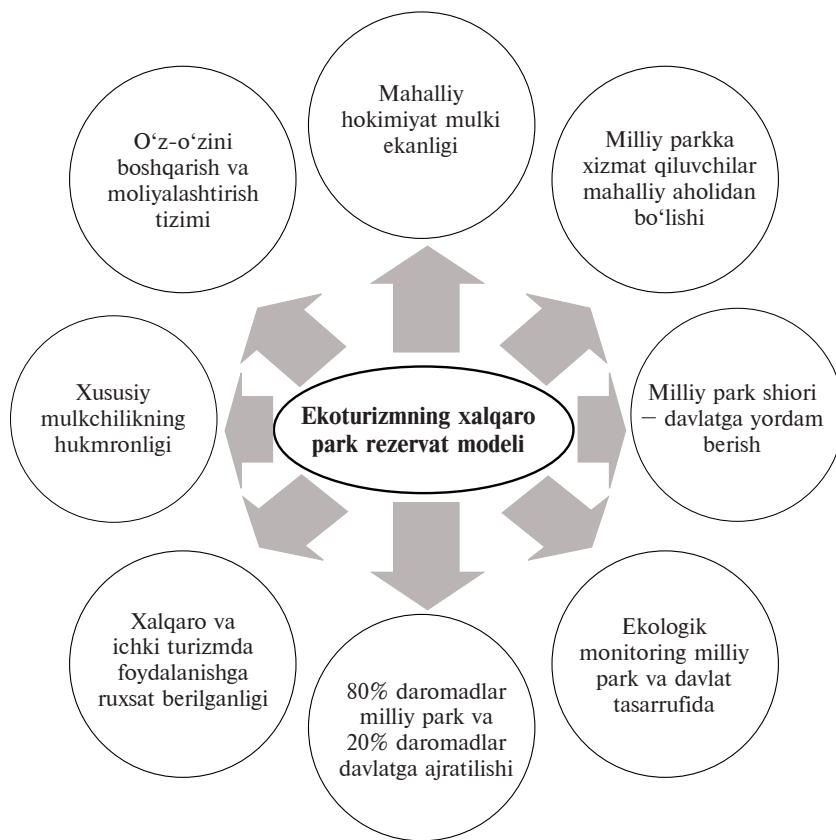 Mahalliy
hokimiyat mulki
ekanligi
O‘z-o‘zini
boshqarish va
moliyalashtirish
tizimi
Milliy parkka
xizmat qiluvchilar
mahalliy aholidan
bo‘lishi
Xususiy
mulkchilikning
hukmronligi
Ekoturizmning xalqaro
park rezervat modeli
Milliy park shiori
– davlatga yordam
berish
Xalqaro va
ichki turizmda
foydalanishga
ruxsat berilganligi
80% daromadlar
milliy park va
20% daromadlar
davlatga ajratilishi
Ekologik
monitoring milliy
park va davlat
tasarrufida